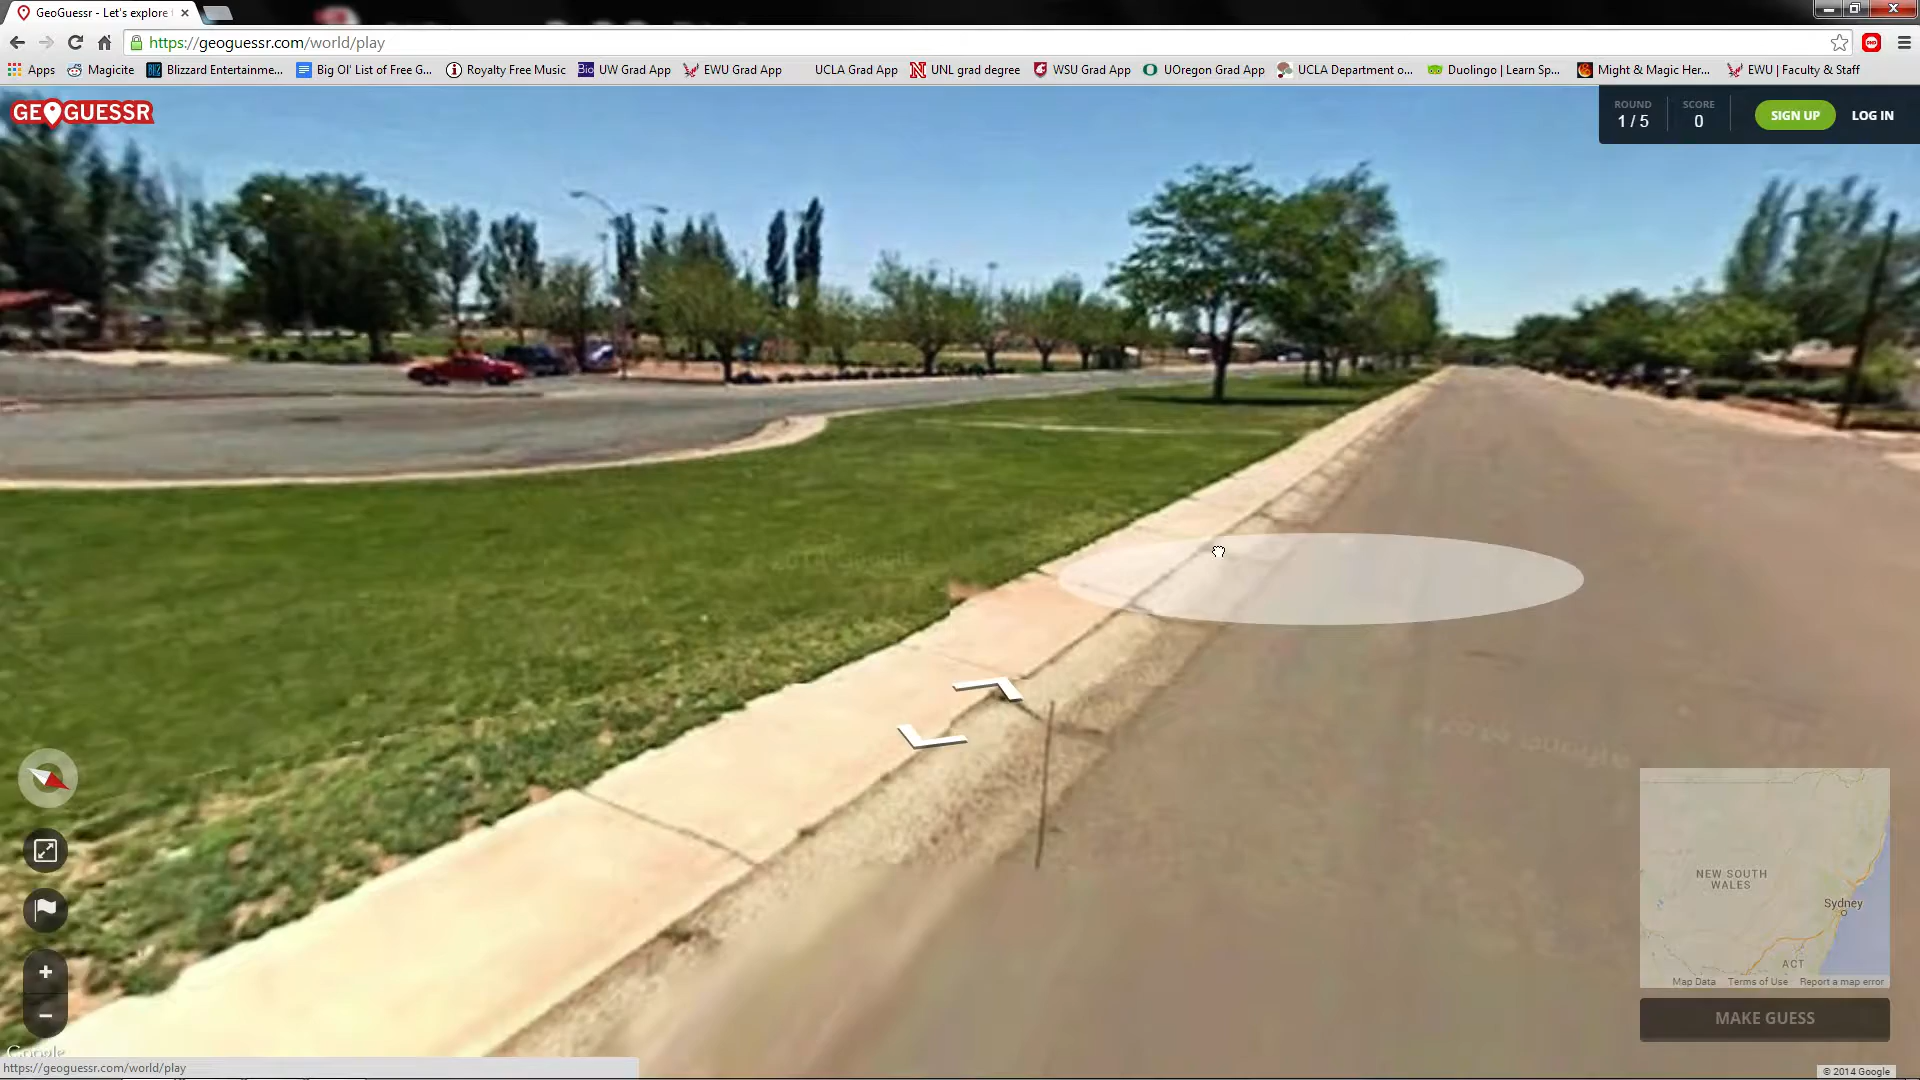 GeoGuessr - Let's explore
https://geoguessr.com/world/play
Apps
Magicite
Blizzard Entertainme...
Big Ol' List of Free G...
Royalty Free Music
Bio
UW Grad App
EWU Grad App
UCLA Grad App
UNL grad degree
WSU Grad App
UOregon Grad App
UCLA Department o...
Duolingo | Learn Sp...
Might & Magic Her...
EWU | Faculty & Staff
GEOGUESSR
ROUND
1 / 5
SCORE
0
SIGN UP
LOG IN
NEW SOUTH
WALES
Sydney
ACT
Map Data
Terms of Use
Report a map error
MAKE GUESS
Google
https://geoguessr.com/world/play
© 2014 Google